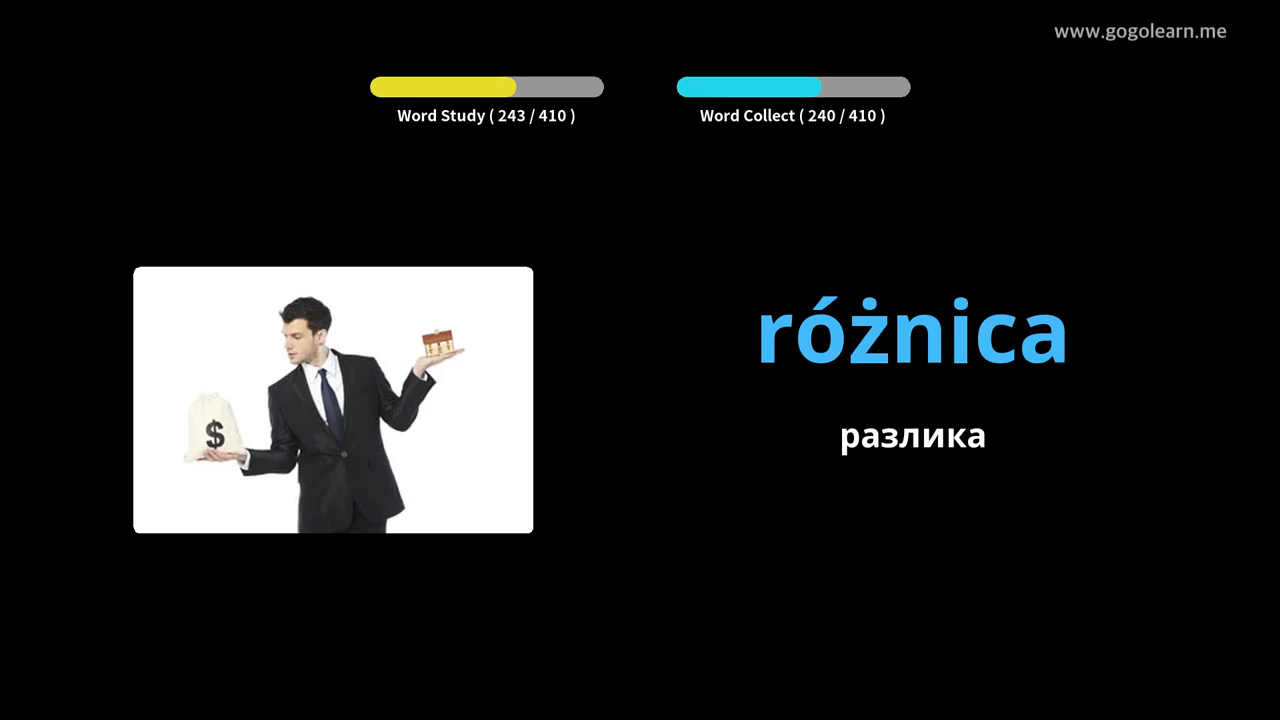 www.gogolearn.me
Word Study ( 243 / 410 )
Word Collect ( 240 / 410 )
$
różnica
разлика